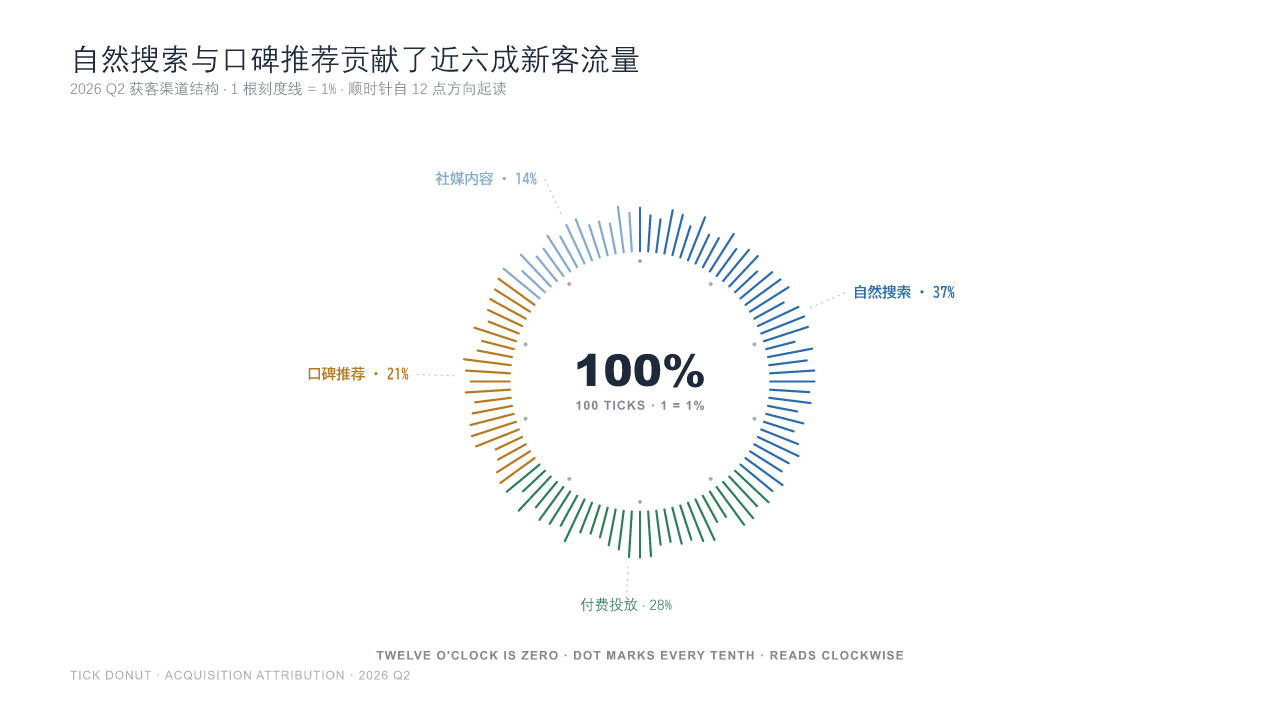 自然搜索与口碑推荐贡献了近六成新客流量
2026 Q2 获客渠道结构 · 1 根刻度线 = 1% · 顺时针自 12 点方向起读
社媒内容 · 14%
自然搜索 · 37%
口碑推荐 · 21%
100%
100 TICKS · 1 = 1%
付费投放 · 28%
TWELVE O'CLOCK IS ZERO · DOT MARKS EVERY TENTH · READS CLOCKWISE
TICK DONUT · ACQUISITION ATTRIBUTION · 2026 Q2